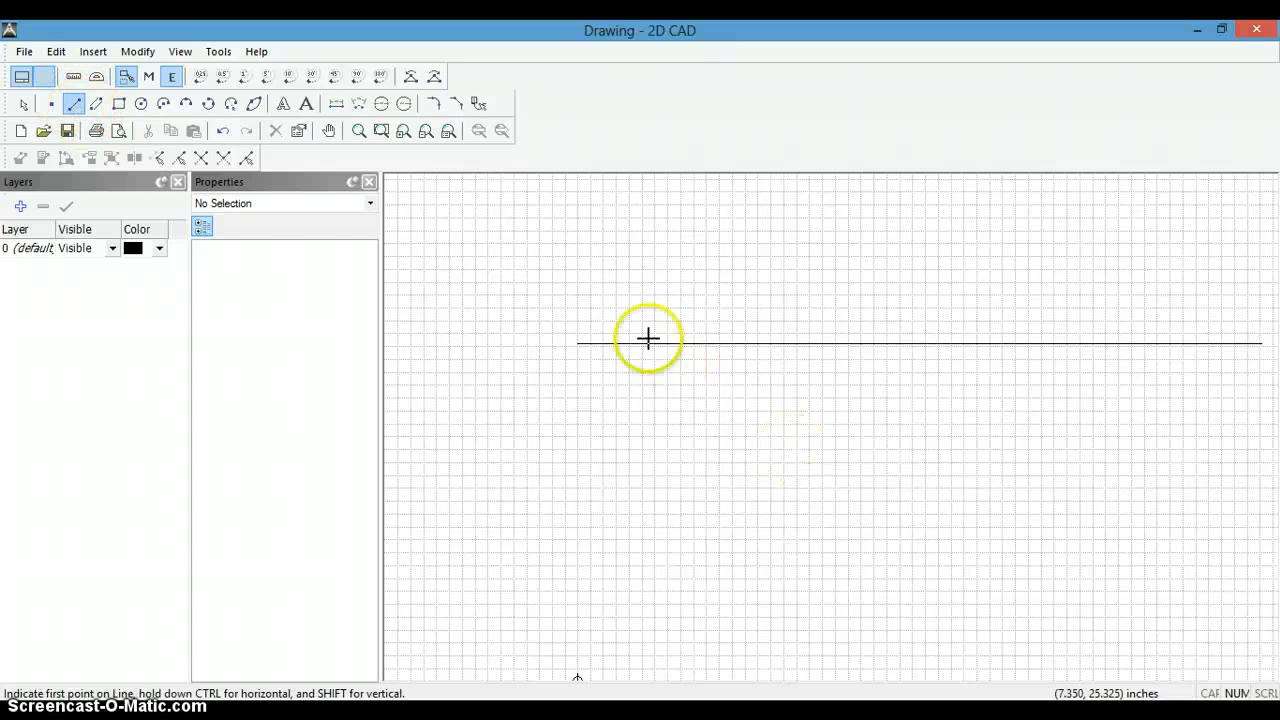 Drawing - 2D CAD
File Edit Insert Modify View Tools Help
M E
A A
Layers Properties
No Selection
Layer Visible Color
0 (default Visible
Indicate first point on Line, hold down CTRL for horizontal, and SHIFT for vertical. (7.350, 25.325) inches CAF NUM SCRL
Screencast-O-Matic.com